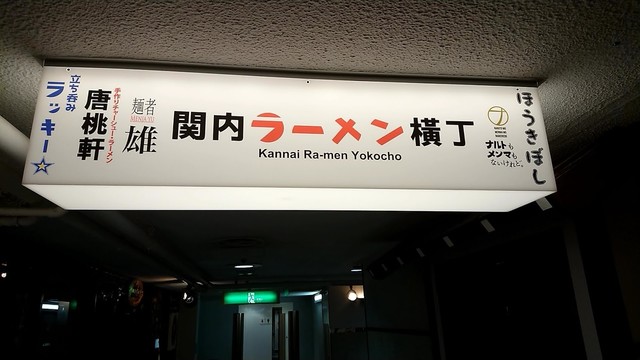 立ち呑み
ラッキー☆
唐桃軒
手作りチャーシューラーメン
麺者
MENJA YU
雄
関内ラーメン横丁
Kannai Ra-men Yokocho
ナルトも
メンマも
ないけれど。
ほうきぼし